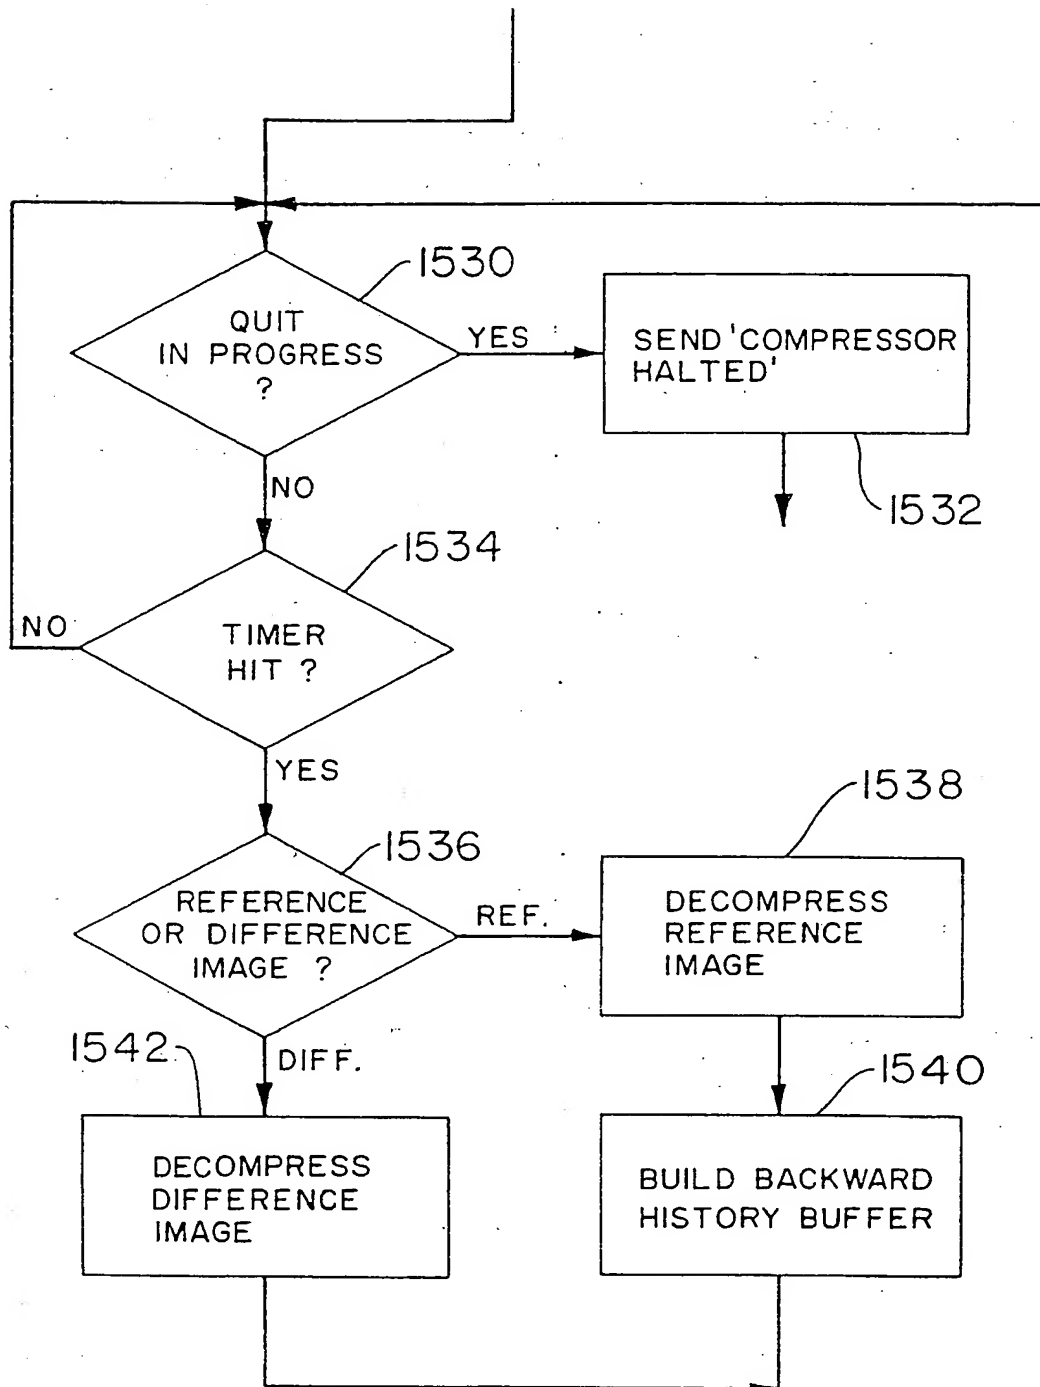 1530
QUIT
IN PROGRESS
?
YES
SEND 'COMPRESSOR
HALTED'
1532
NO
1534
NO
TIMER
HIT ?
YES
1538
1536
REFERENCE
OR DIFFERENCE
IMAGE ?
REF.
DECOMPRESS
REFERENCE
IMAGE
1542
DIFF.
1540
DECOMPRESS
DIFFERENCE
IMAGE
BUILD BACKWARD
HISTORY BUFFER